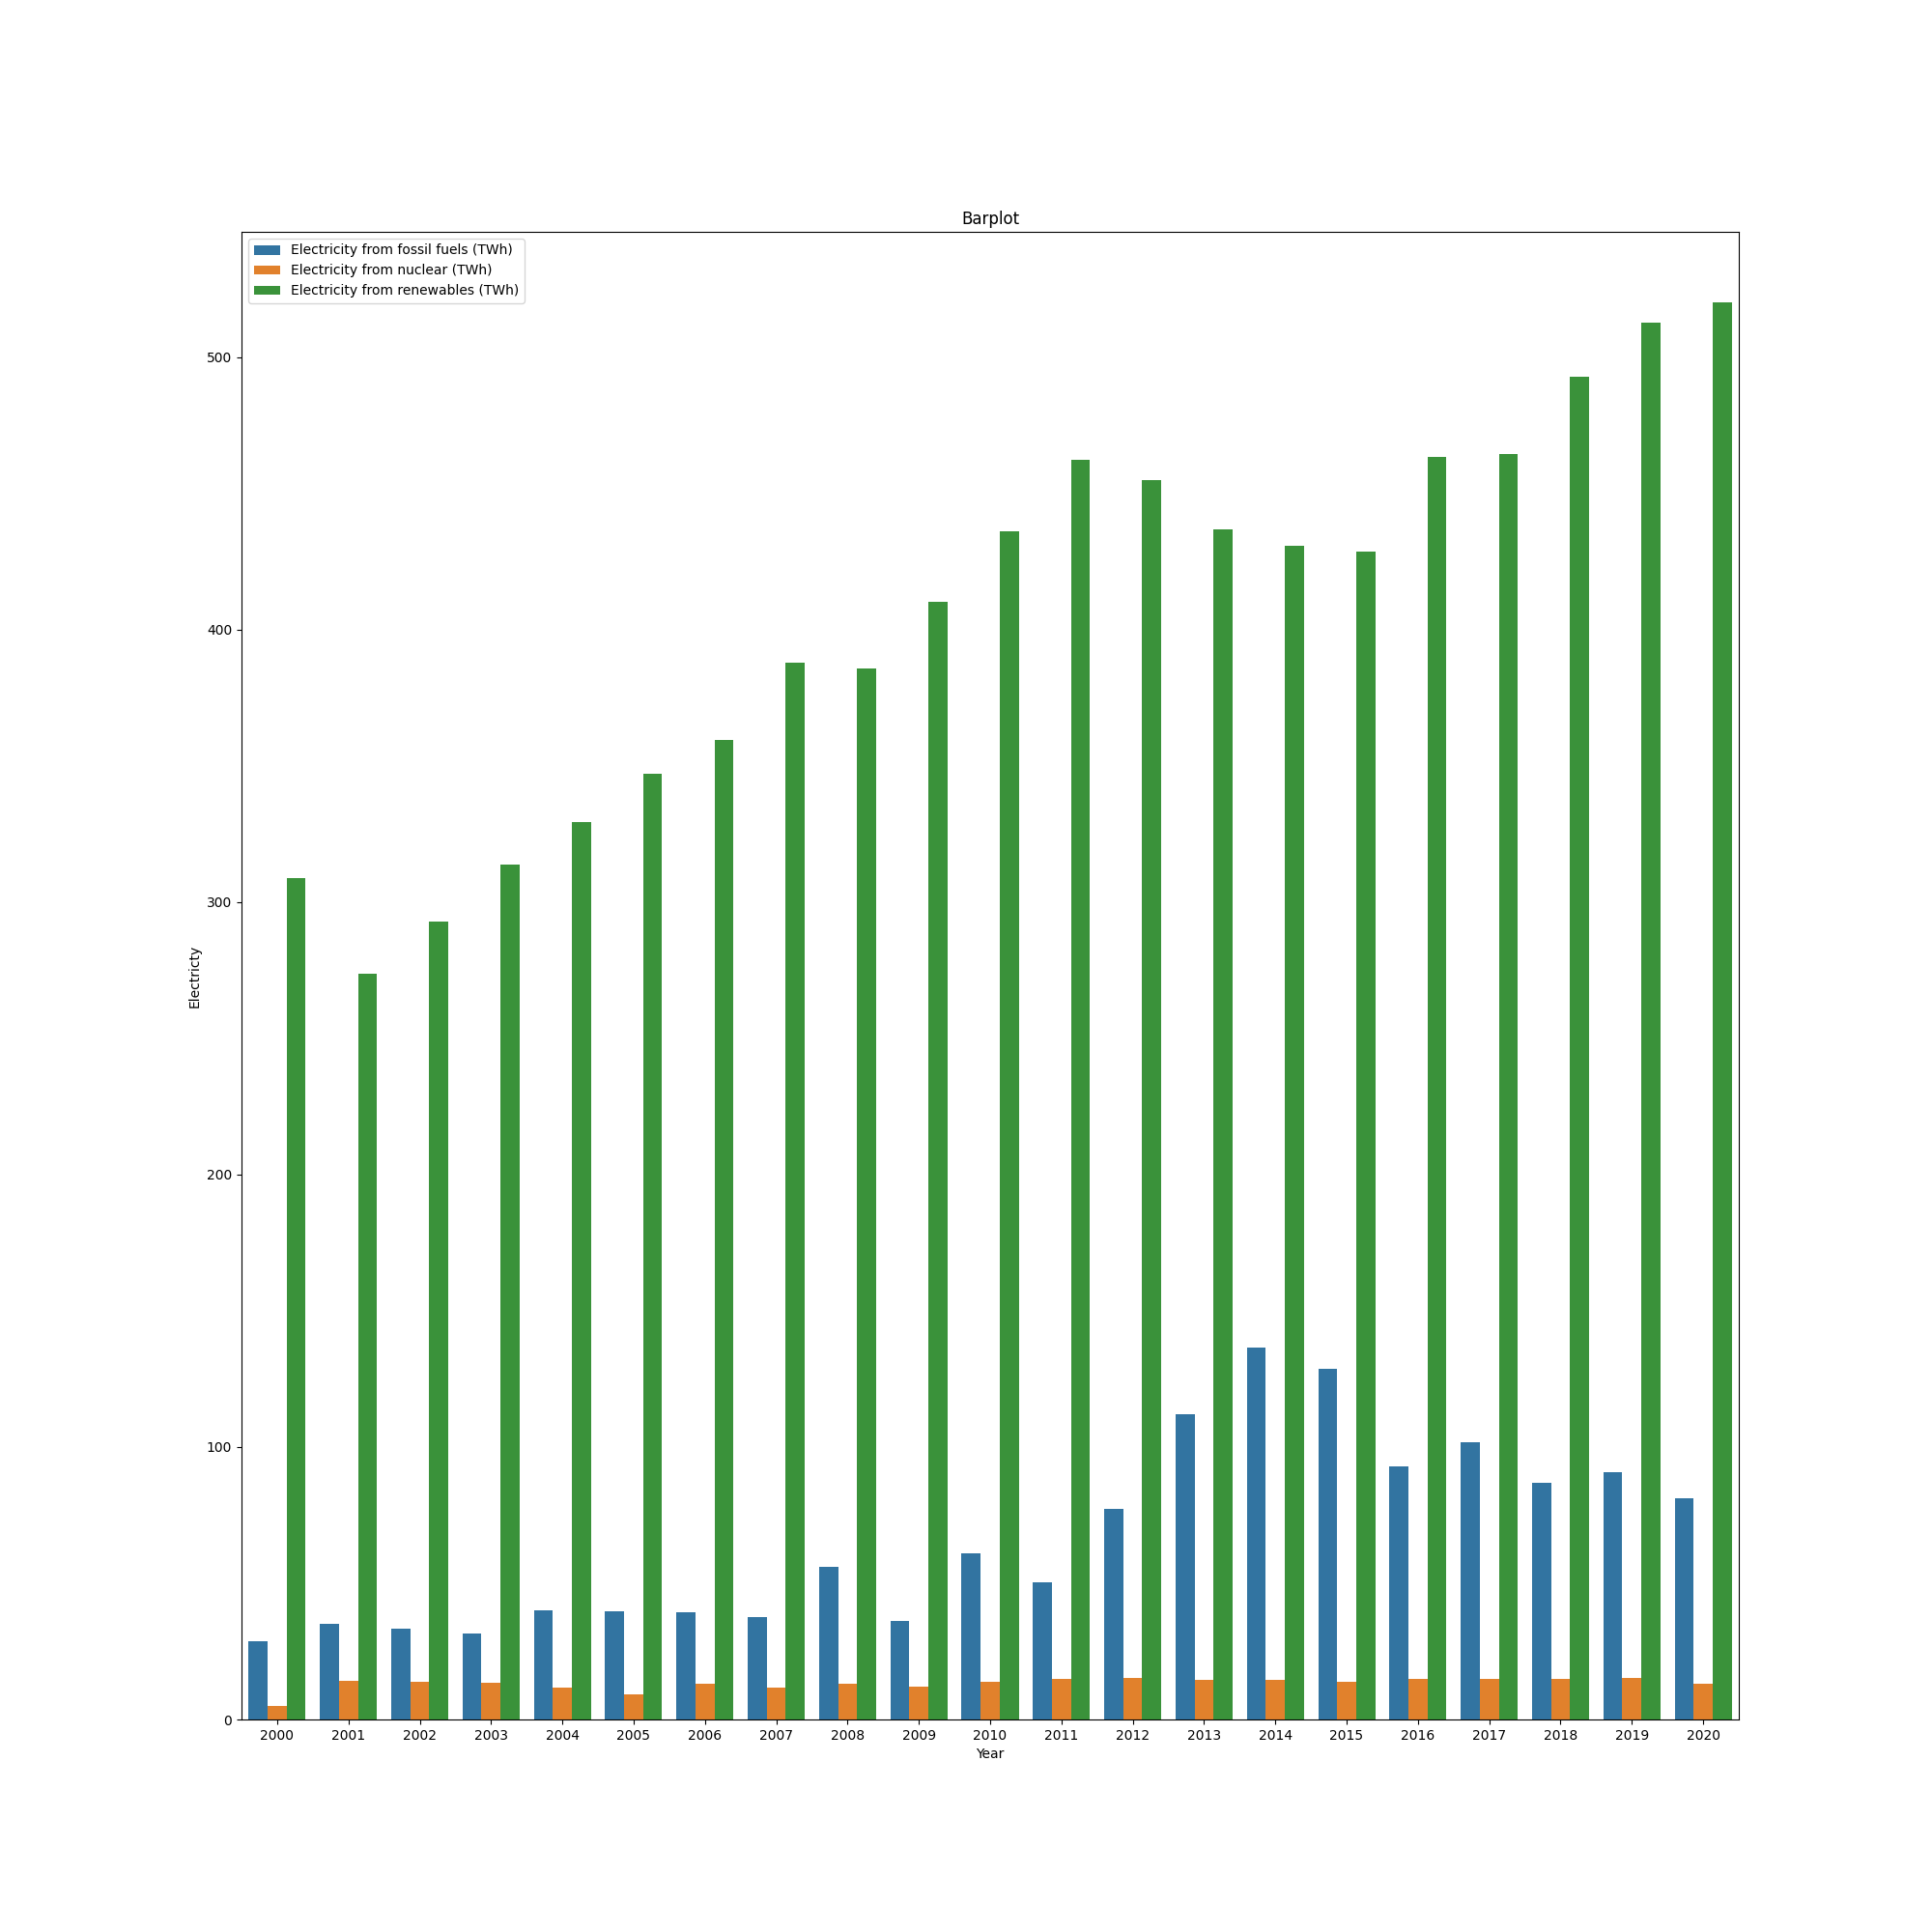 Barplot
Electricity from fossil fuels (TWh)
Electricity from nuclear (TWh)
Electricity from renewables (TWh)
500
400
300
200
100
0
Electricty
2000 2001 2002 2003 2004 2005 2006 2007 2008 2009 2010 2011 2012 2013 2014 2015 2016 2017 2018 2019 2020
Year